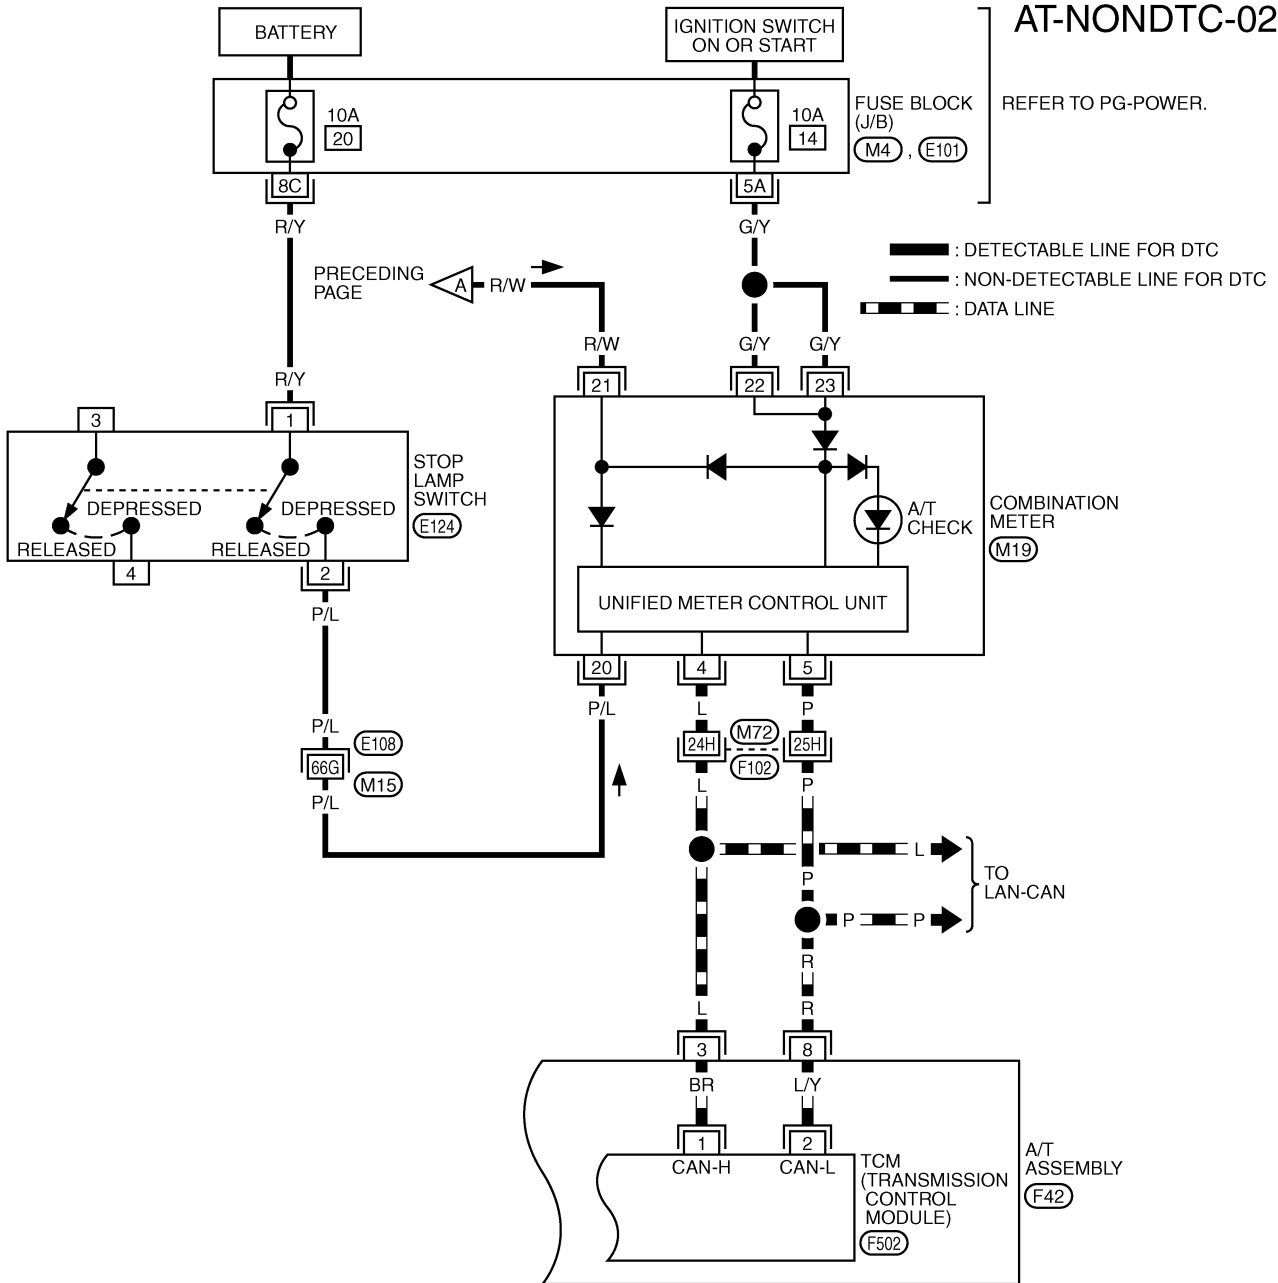 AT-NONDTC-02
BATTERY
IGNITION SWITCH
ON OR START
10A
20
10A
14
FUSE BLOCK
(J/B)
M4 , E101
REFER TO PG-POWER.
8C
5A
R/Y
G/Y
: DETECTABLE LINE FOR DTC
: NON-DETECTABLE LINE FOR DTC
: DATA LINE
PRECEDING
PAGE
A
R/W
R/W
G/Y
G/Y
R/Y
21
22
23
3
1
STOP
LAMP
SWITCH
E124
DEPRESSED
DEPRESSED
RELEASED
RELEASED
4
2
A/T
CHECK
COMBINATION
METER
M19
UNIFIED METER CONTROL UNIT
20
4
5
P/L
P/L
L
P
P/L
E108
66G
M15
P/L
24H
M72
25H
F102
L
P
L
P
TO
LAN-CAN
P
P
R
L
R
3
8
BR
L/Y
1
2
CAN-H
CAN-L
TCM
(TRANSMISSION
CONTROL
MODULE)
F502
A/T
ASSEMBLY
F42